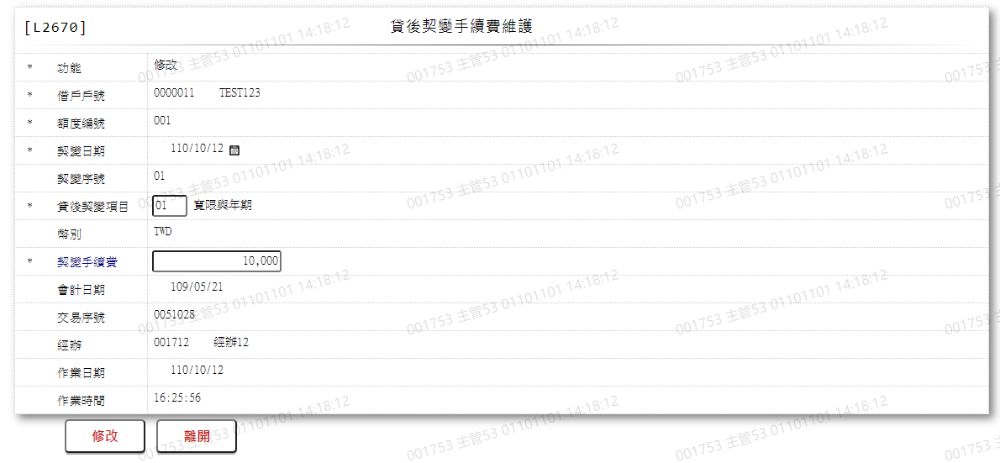 [L2670] 貸後契變手續費維護
* 功能 修改
* 借戶戶號 0000011 TEST123
* 額度編號 001
* 契變日期 110/10/12
契變序號 01
* 貸後契變項目 01 寬限與年期
幣別 TWD
* 契變手續費 10,000
會計日期 109/05/21
交易序號 0051028
經辦 001712 經辦12
作業日期 110/10/12
作業時間 16:25:56
修改 離開
001753 主管53 01101101 14:18:12